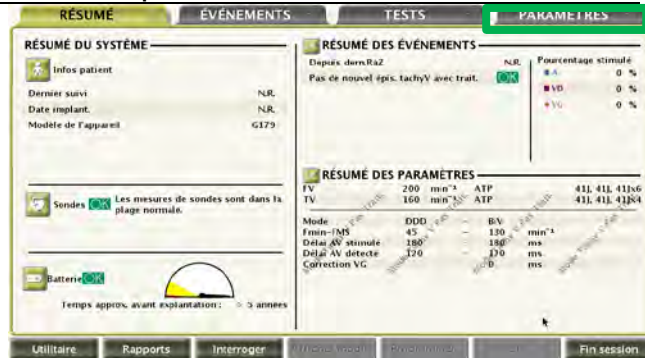 RÉSUMÉ
ÉVÉNEMENTS
TESTS
PARAMÈTRES
RÉSUMÉ DU SYSTÈME
Infos patient
Dernier suivi N.R.
Date implant. N.R.
Modèle de l'appareil G179
Sondes OK Les mesures de sondes sont dans la
plage normale.
Batterie OK
Temps approx. avant explantation : > 5 années
RÉSUMÉ DES ÉVÉNEMENTS
Depuis dern.RaZ N.R.
Pas de nouvel épis. tachyV avec trait. OK
Pourcentage stimulé
A 0 %
VD 0 %
VG 0 %
RÉSUMÉ DES PARAMÈTRES
FV 200 min⁻¹ ATP 41J, 41J, 41Jx6
TV 160 min⁻¹ ATP 41J, 41J, 41Jx4
Mode DDD - BiV
Fmin-FMS 45 - 130 min⁻¹
Délai AV stimulé 180 - 180 ms
Délai AV détecté 120 - 120 ms
Correction VG 0 ms
Utilitaire
Rapports
Interroger
Fin session